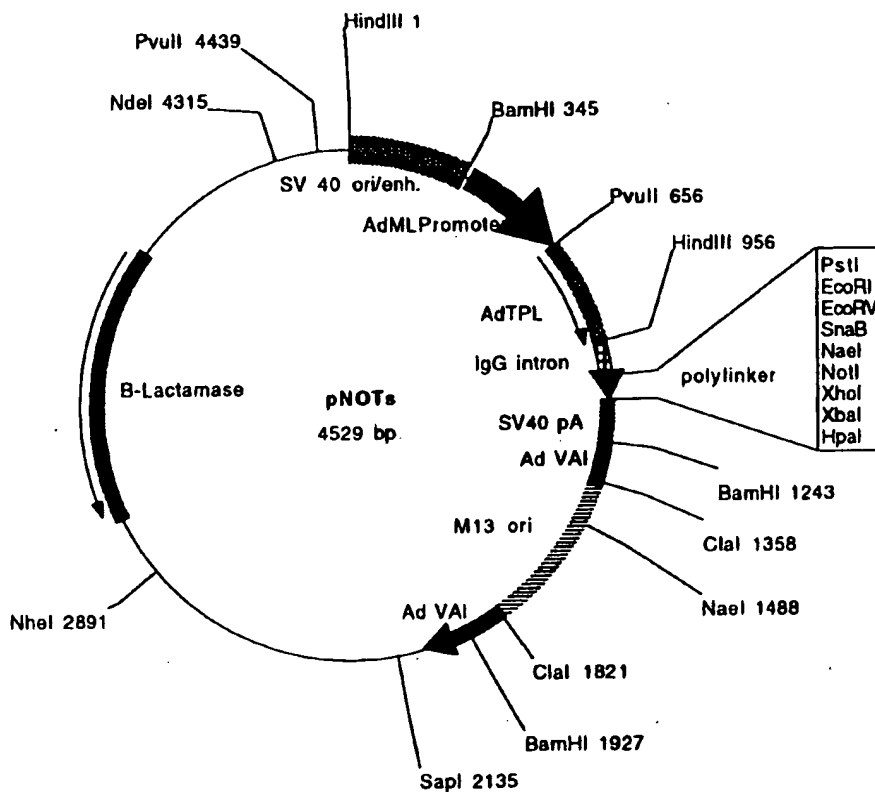 HindIII 1
PvuII 4439
NdeI 4315
BamHI 345
SV 40 ori/enh.
AdMLPromoter
PvuII 656
HindIII 956
PstI
EcoRI
EcoRV
SnaB
NaeI
NotI
XhoI
XbaI
HpaI
AdTPL
IgG intron
polylinker
B-Lactamase
pNOTs
4529 bp.
SV40 pA
Ad VAI
BamHI 1243
ClaI 1358
M13 ori
NaeI 1488
NheI 2891
Ad VAI
ClaI 1821
BamHI 1927
SapI 2135